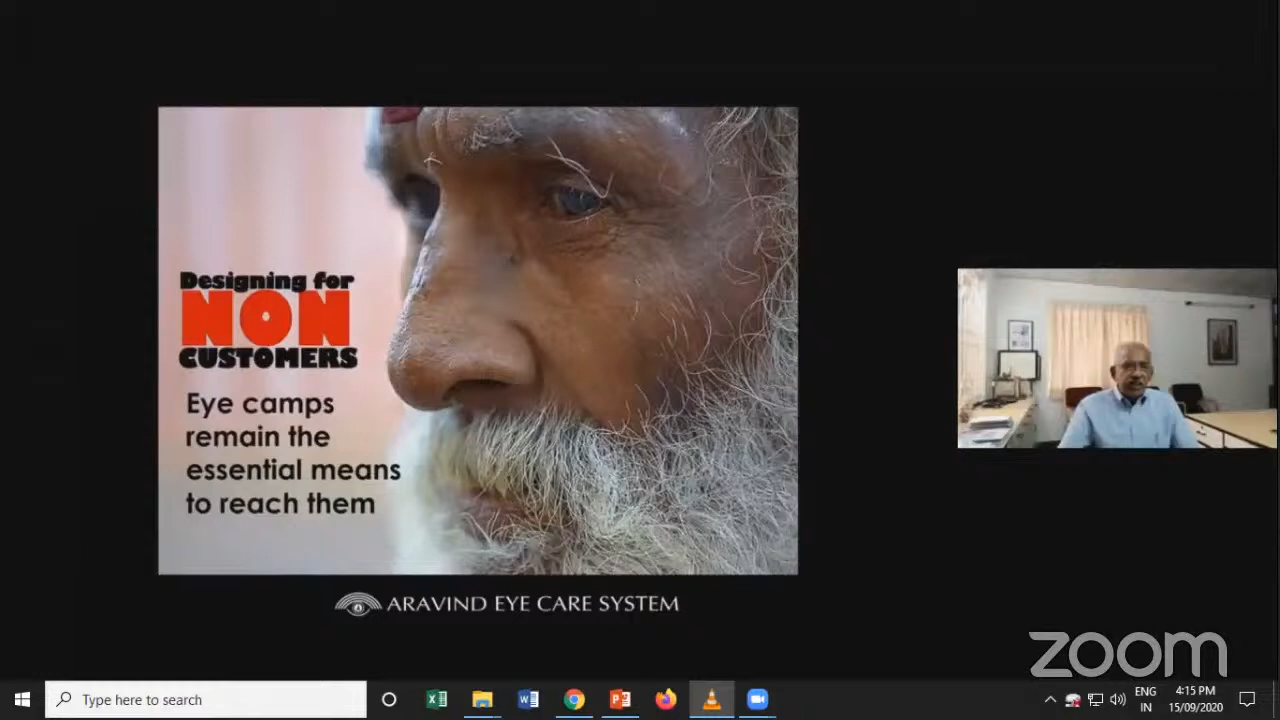 Designing for
NON
CUSTOMERS
Eye camps
remain the
essential means
to reach them
ARAVIND EYE CARE SYSTEM
zoom
Type here to search
ENG
IN
4:15 PM
15/09/2020